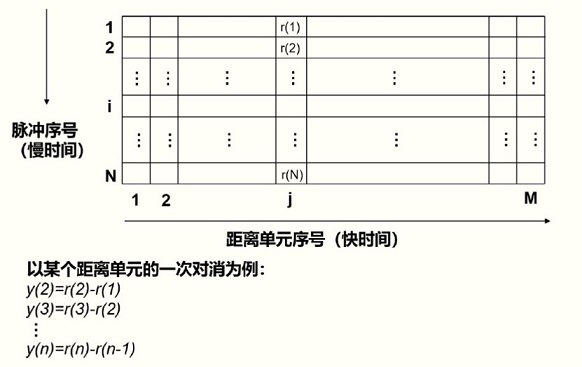 1 r(1)
2 r(2)
⋮ ⋮ ⋮ ⋮ ⋮ ⋮ ⋮
i
脉冲序号
(慢时间)
⋮ ⋮ ⋮ ⋮ ⋮ ⋮ ⋮
N r(N)
1 2 j M
距离单元序号（快时间）
以某个距离单元的一次对消为例：
y(2)=r(2)-r(1)
y(3)=r(3)-r(2)
⋮
y(n)=r(n)-r(n-1)